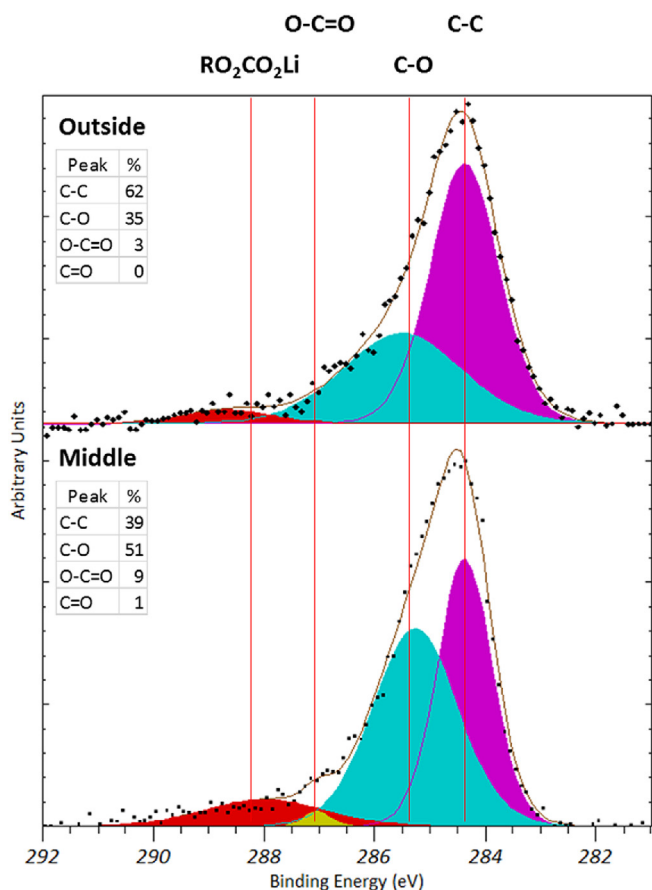 O-C=O C-C
RO₂CO₂Li C-O
Outside
Peak %
C-C 62
C-O 35
O-C=O 3
C=O 0
Middle
Peak %
C-C 39
C-O 51
O-C=O 9
C=O 1
Arbitrary Units
292 290 288 286 284 282
Binding Energy (eV)